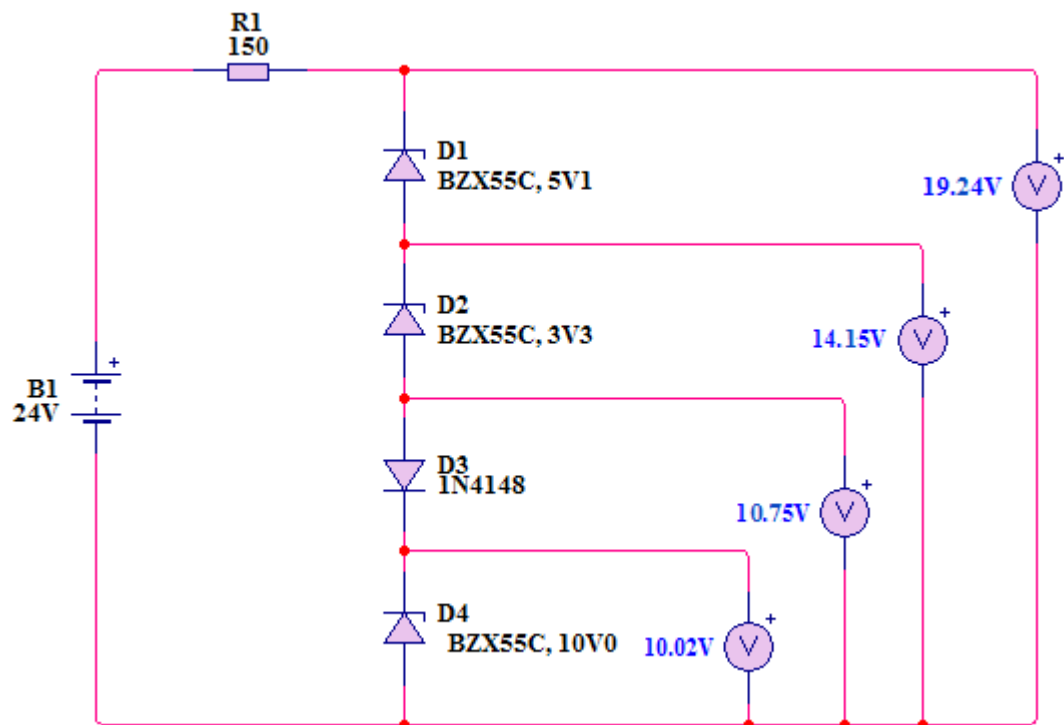 R1
150
D1
BZX55C, 5V1
19.24V
D2
BZX55C, 3V3
14.15V
B1
24V
D3
1N4148
10.75V
D4
BZX55C, 10V0
10.02V